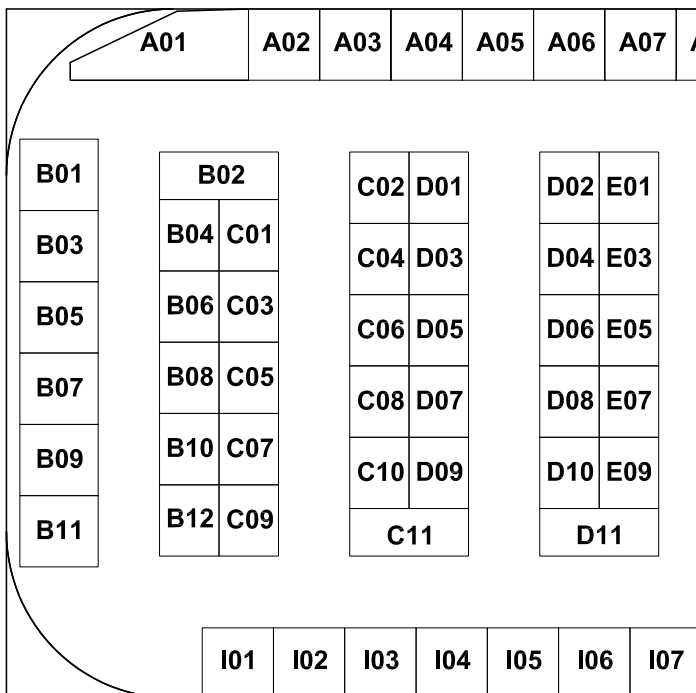 A01 A02 A03 A04 A05 A06 A07
B01 B02 C02 D01 D02 E01
B03 B04 C01 C04 D03 D04 E03
B05 B06 C03 C06 D05 D06 E05
B07 B08 C05 C08 D07 D08 E07
B09 B10 C07 C10 D09 D10 E09
B11 B12 C09 C11 D11
I01 I02 I03 I04 I05 I06 I07